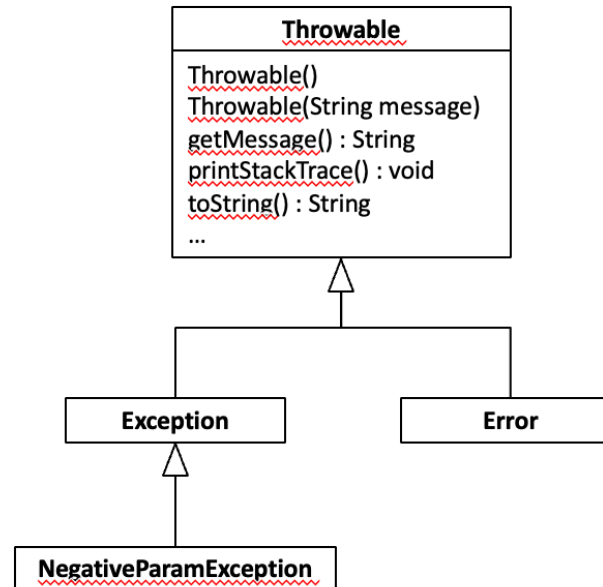 Throwable
Throwable()
Throwable(String message)
getMessage() : String
printStackTrace() : void
toString() : String
...
Exception
Error
NegativeParamException